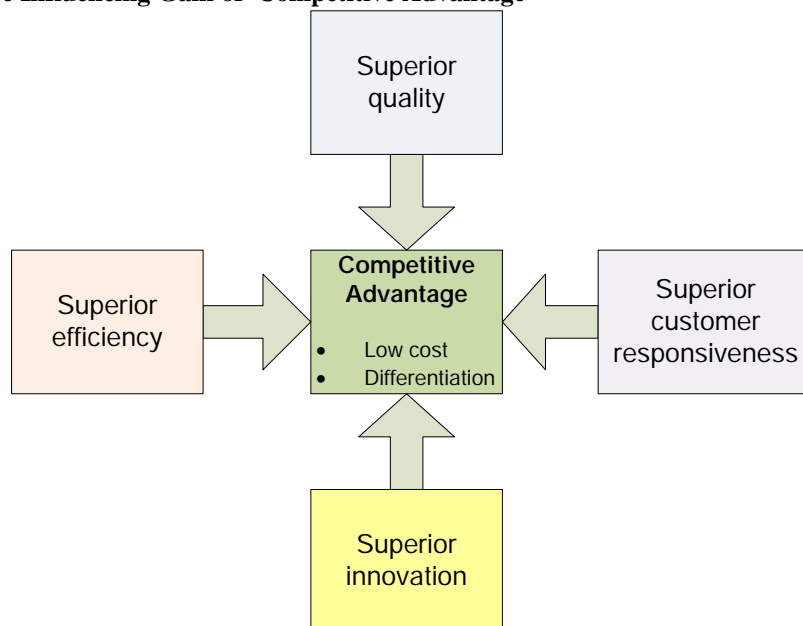 Influencing Gain of Competitive Advantage
Superior
quality
Superior
efficiency
Competitive
Advantage
• Low cost
• Differentiation
Superior
customer
responsiveness
Superior
innovation